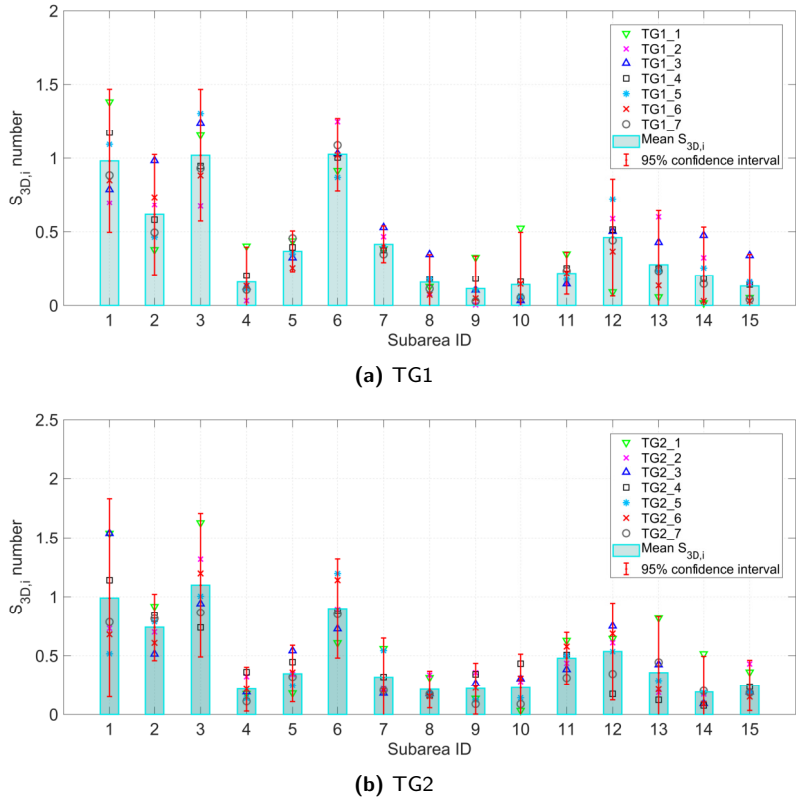 2
1.5
1
0.5
0
S3D,i number
1 2 3 4 5 6 7 8 9 10 11 12 13 14 15
Subarea ID
TG1_1
TG1_2
TG1_3
TG1_4
TG1_5
TG1_6
TG1_7
Mean S3D,i
95% confidence interval
(a) TG1
2.5
2
1.5
1
0.5
0
S3D,i number
1 2 3 4 5 6 7 8 9 10 11 12 13 14 15
Subarea ID
TG2_1
TG2_2
TG2_3
TG2_4
TG2_5
TG2_6
TG2_7
Mean S3D,i
95% confidence interval
(b) TG2